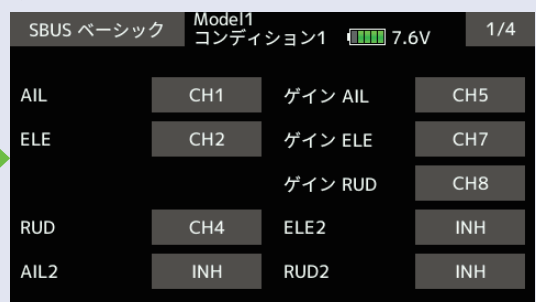 SBUS ベーシック Model1 1/4
コンディション1 7.6V
AIL CH1 ゲイン AIL CH5
ELE CH2 ゲイン ELE CH7
ゲイン RUD CH8
RUD CH4 ELE2 INH
AIL2 INH RUD2 INH